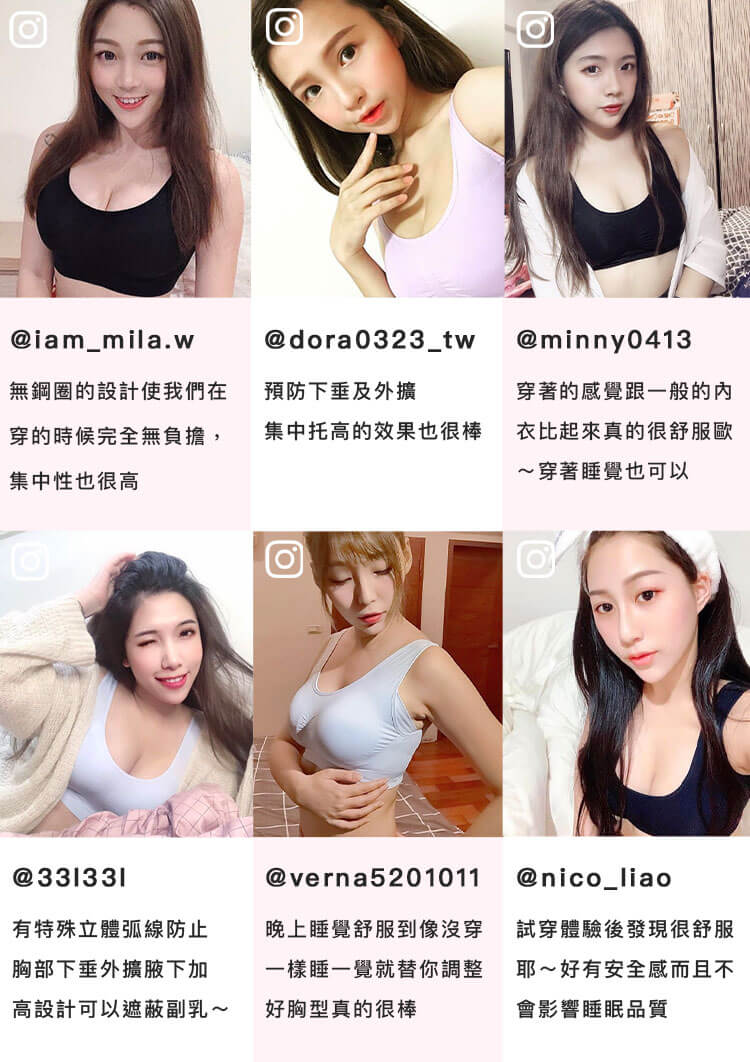 @iam_mila.w
無鋼圈的設計使我們在
穿的時候完全無負擔，
集中性也很高
@dora0323_tw
預防下垂及外擴
集中托高的效果也很棒
@minny0413
穿著的感覺跟一般的內
衣比起來真的很舒服歐
～穿著睡覺也可以
@33l33l
有特殊立體弧線防止
胸部下垂外擴腋下加
高設計可以遮蔽副乳～
@verna5201011
晚上睡覺舒服到像沒穿
一樣睡一覺就替你調整
好胸型真的很棒
@nico_liao
試穿體驗後發現很舒服
耶～好有安全感而且不
會影響睡眠品質